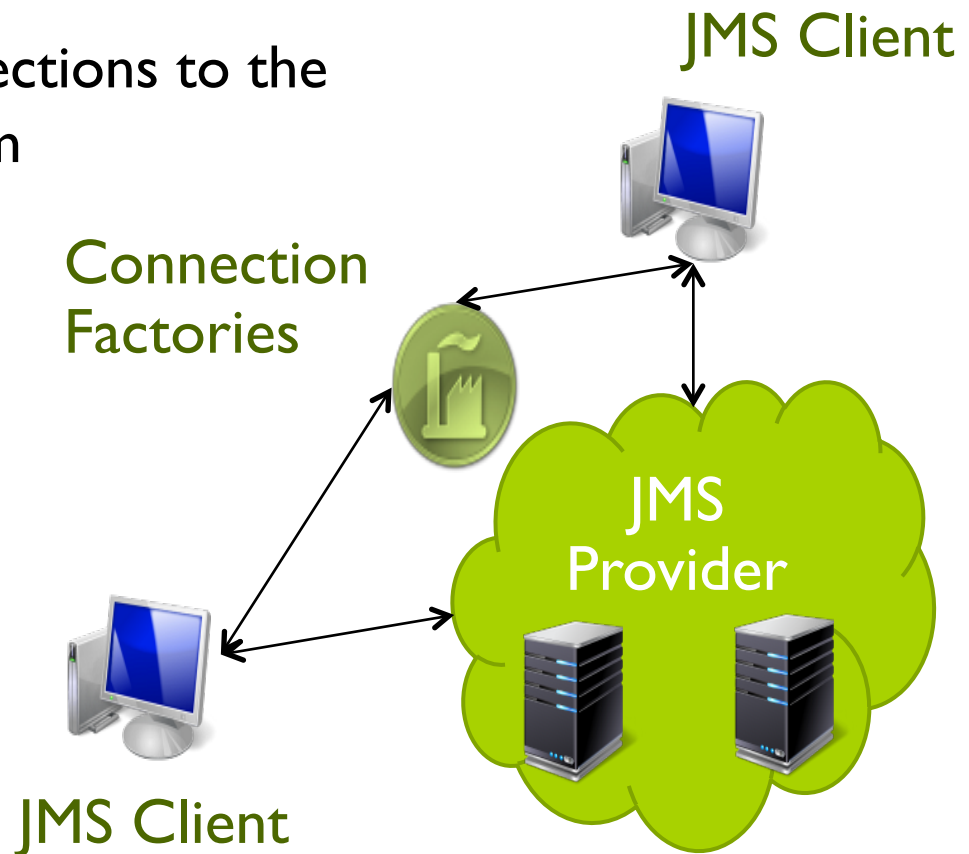 JMS Client
ections to the
Connection
Factories
JMS
Provider
JMS Client